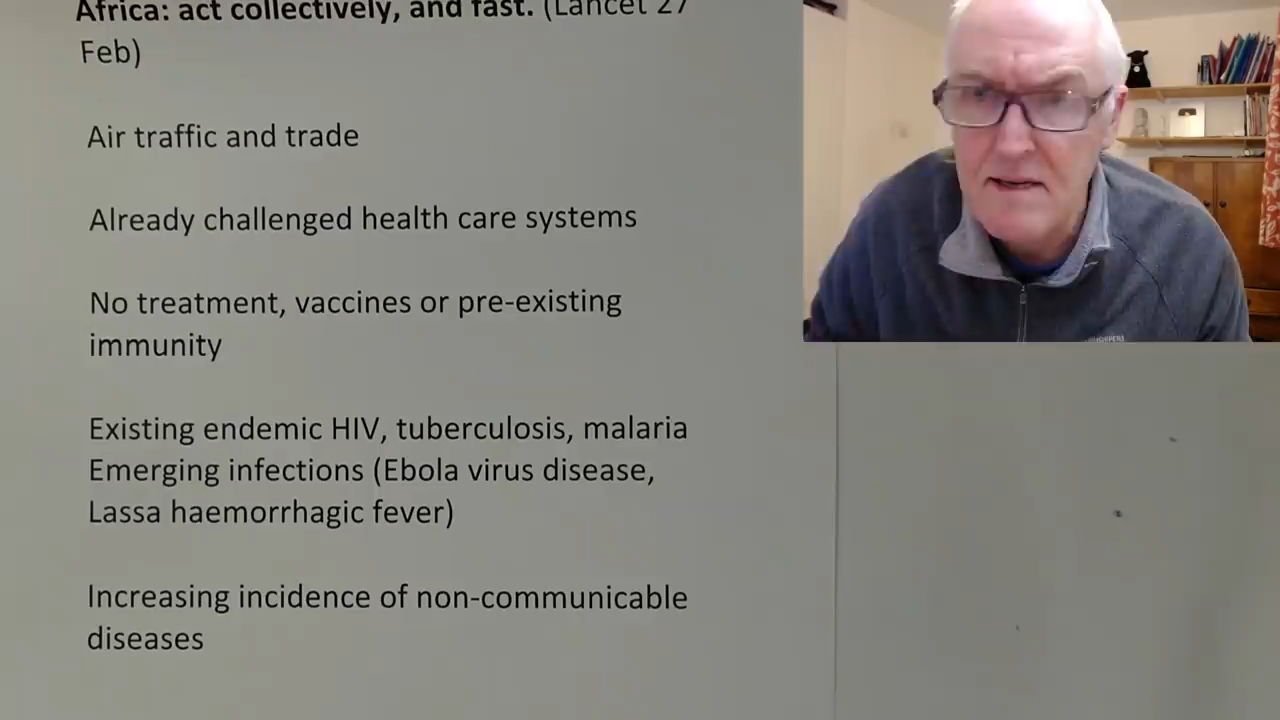 Africa: act collectively, and fast. (Lancet 27
Feb)
Air traffic and trade
Already challenged health care systems
No treatment, vaccines or pre-existing
immunity
Existing endemic HIV, tuberculosis, malaria
Emerging infections (Ebola virus disease,
Lassa haemorrhagic fever)
Increasing incidence of non-communicable
diseases